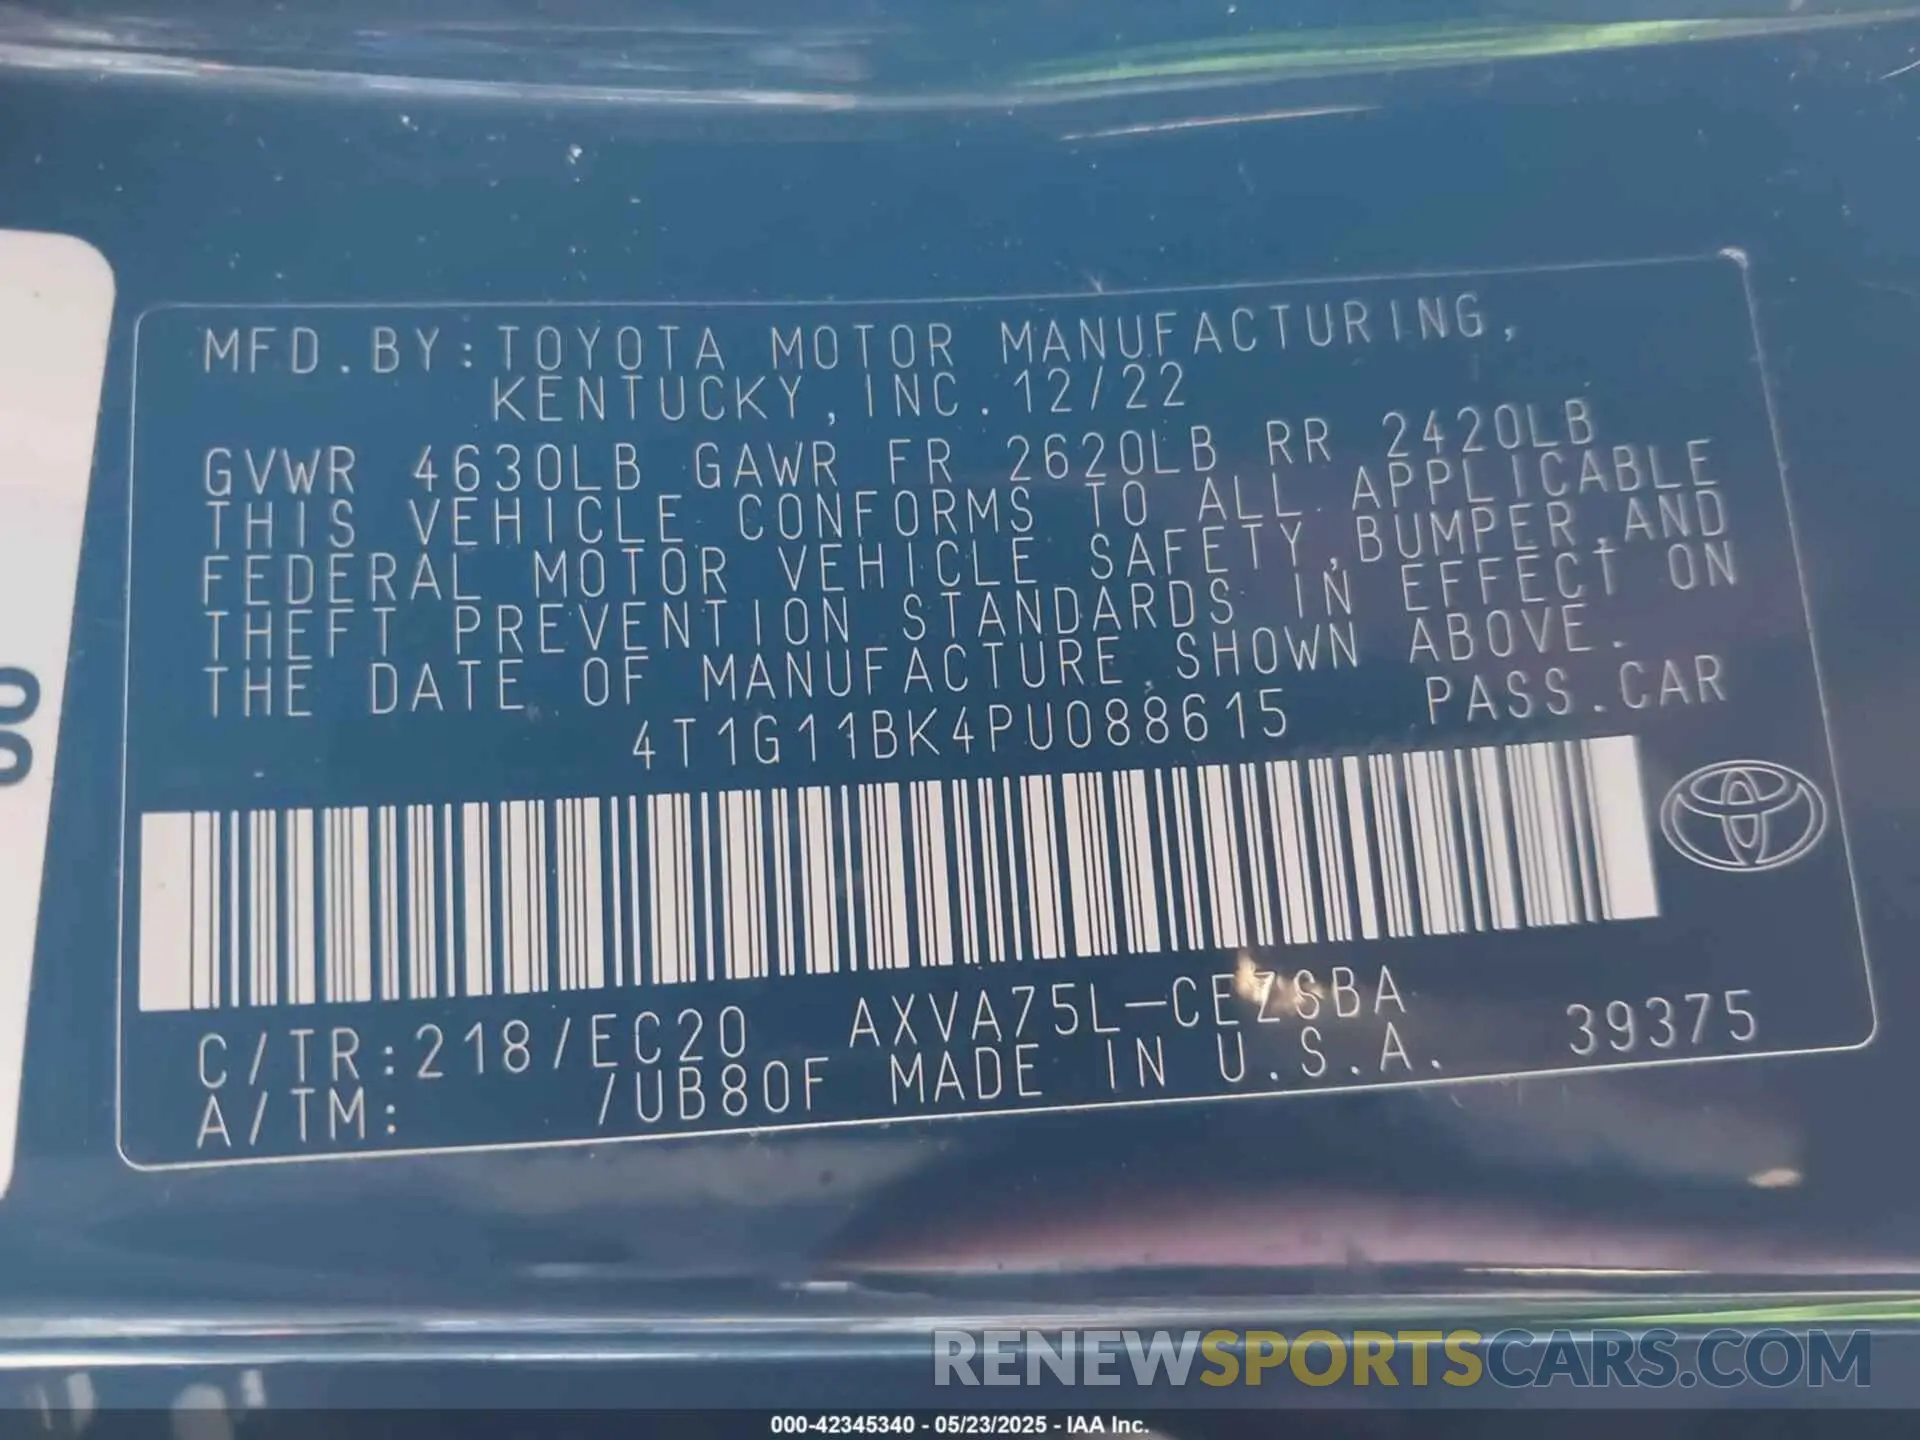 MFD.BY:TOYOTA MOTOR MANUFACTURING,
KENTUCKY,INC.12/22
GVWR 4630LB GAWR FR 2620LB RR 2420LB
THIS VEHICLE CONFORMS TO ALL APPLICABLE
FEDERAL MOTOR VEHICLE SAFETY,BUMPER,AND
THEFT PREVENTION STANDARDS IN EFFECT ON
THE DATE OF MANUFACTURE SHOWN ABOVE.
4T1G11BK4PU088615 PASS.CAR
C/TR:218/EC20 AXVA75L-CEZSBA
A/TM: /UB80F MADE IN U.S.A. 39375
RENEWSPORTSCARS.COM
000-42345340 - 05/23/2025 - IAA Inc.